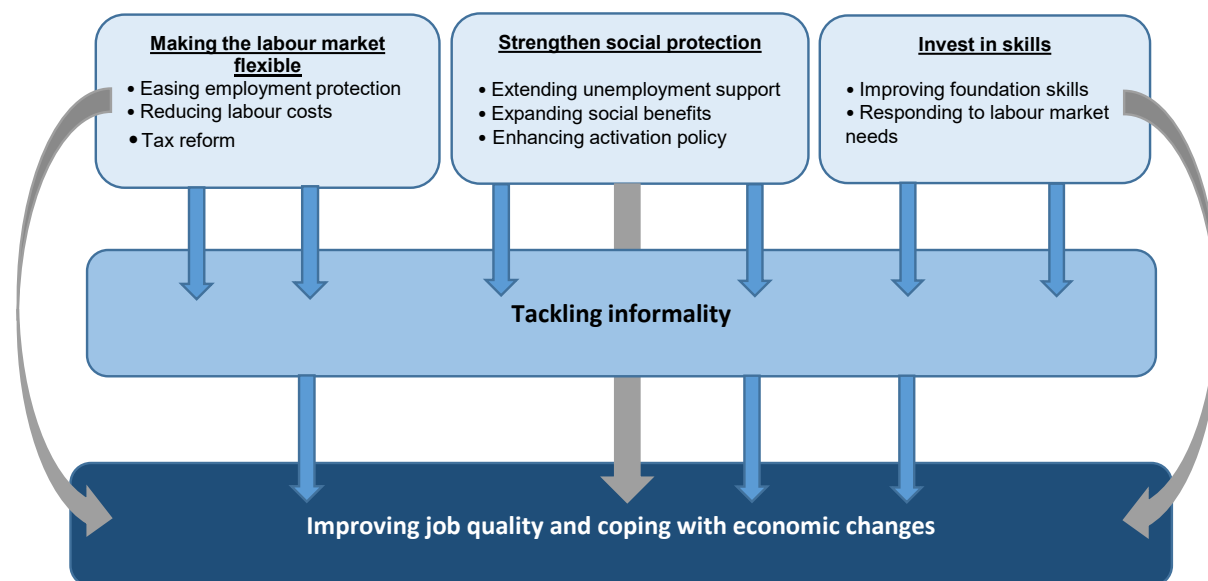 Making the labour market
flexible
• Easing employment protection
• Reducing labour costs
• Tax reform
Strengthen social protection
• Extending unemployment support
• Expanding social benefits
• Enhancing activation policy
Invest in skills
• Improving foundation skills
• Responding to labour market
needs
Tackling informality
Improving job quality and coping with economic changes